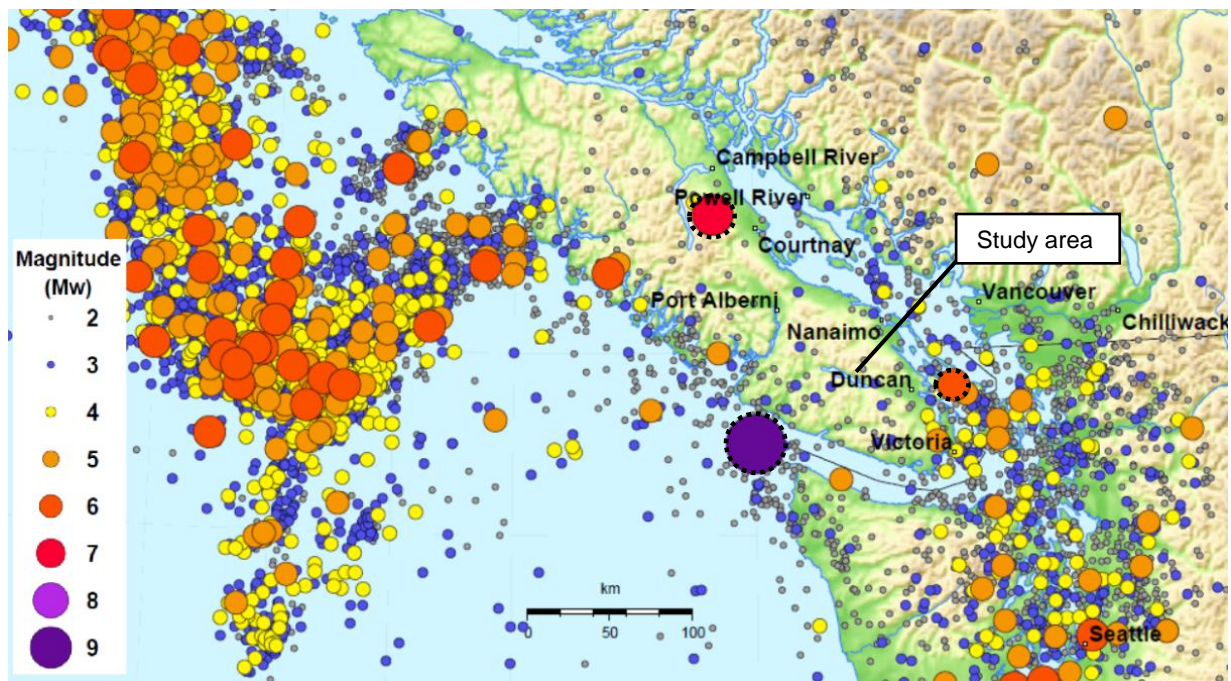 Campbell River
Powell River
Courtnay
Study area
Magnitude
(Mw)
2
3
4
5
6
7
8
9
Port Alberni
Nanaimo
Vancouver
Chilliwack
Duncan
Victoria
km
0 50 100
Seattle